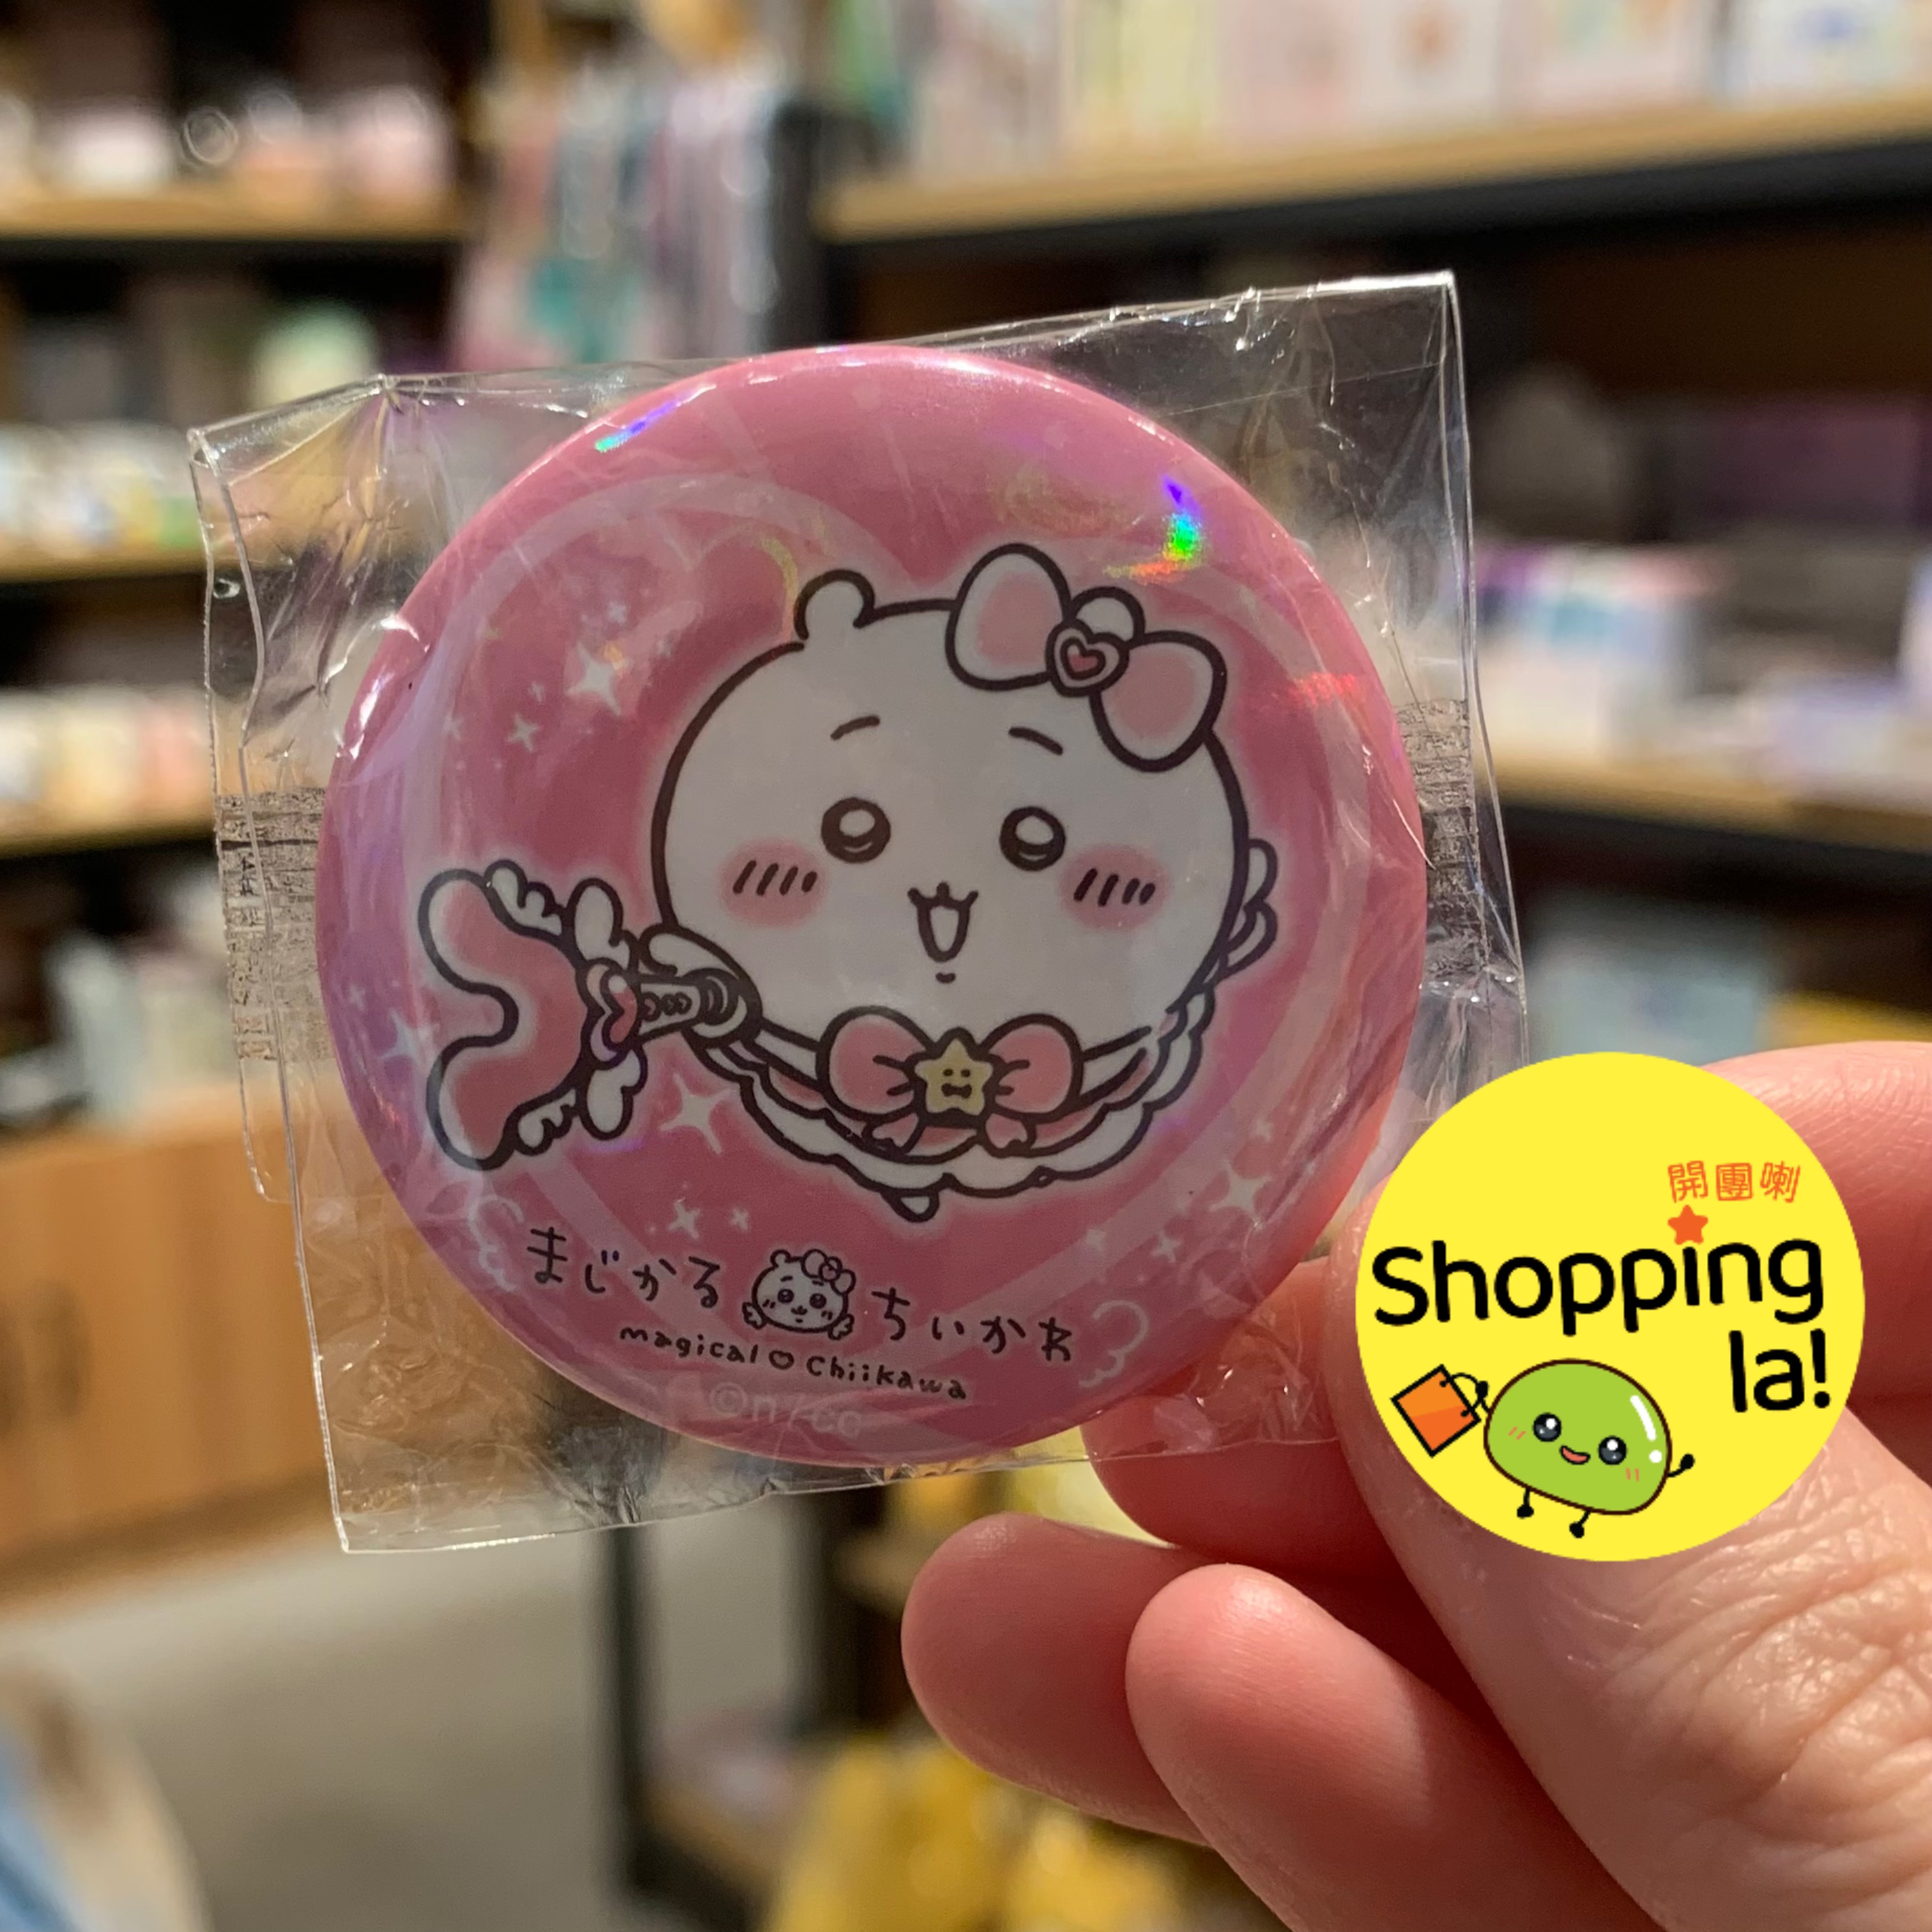 まじかる ちいかわ
magical ♡ Chiikawa
開團喇
Shopping
la!